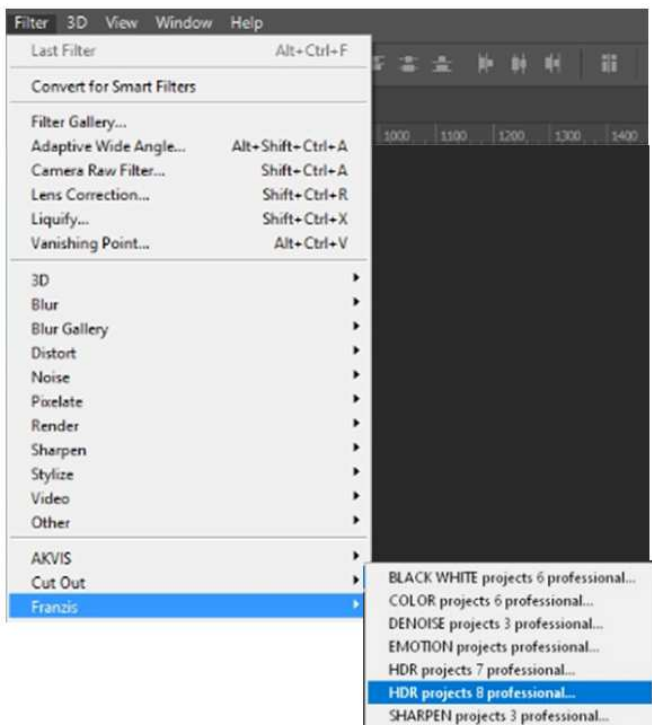 Filter 3D View Window Help
Last Filter Alt+Ctrl+F
Convert for Smart Filters
Filter Gallery...
Adaptive Wide Angle... Alt+Shift+Ctrl+A
Camera Raw Filter... Shift+Ctrl+A
Lens Correction... Shift+Ctrl+R
Liquify... Shift+Ctrl+X
Vanishing Point... Alt+Ctrl+V
1000 1100 1200 1300 1400
3D
Blur
Blur Gallery
Distort
Noise
Pixelate
Render
Sharpen
Stylize
Video
Other
AKVIS
Cut Out
Franzis
BLACK WHITE projects 6 professional...
COLOR projects 6 professional...
DENOISE projects 3 professional...
EMOTION projects professional...
HDR projects 7 professional...
HDR projects 8 professional...
SHARPEN projects 3 professional...